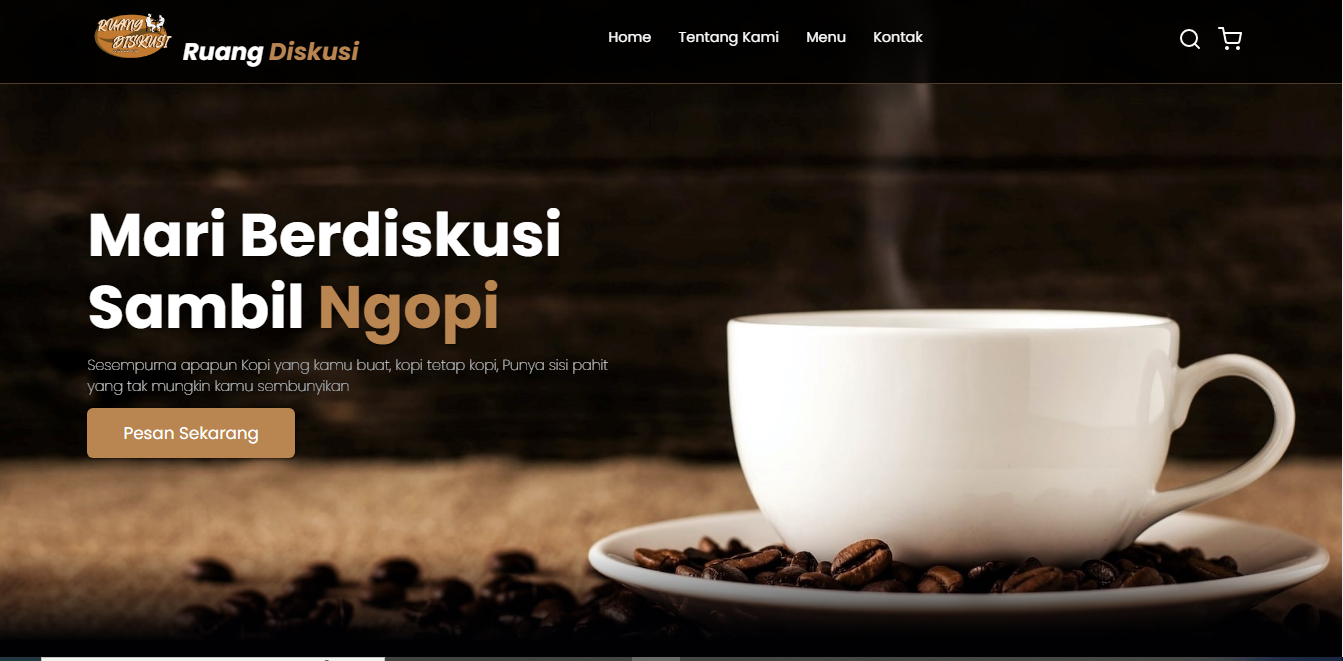 RUANG
DISKUSI
Ruang Diskusi
Home Tentang Kami Menu Kontak
Mari Berdiskusi
Sambil Ngopi
Sesempurna apapun Kopi yang kamu buat, kopi tetap kopi, Punya sisi pahit
yang tak mungkin kamu sembunyikan
Pesan Sekarang